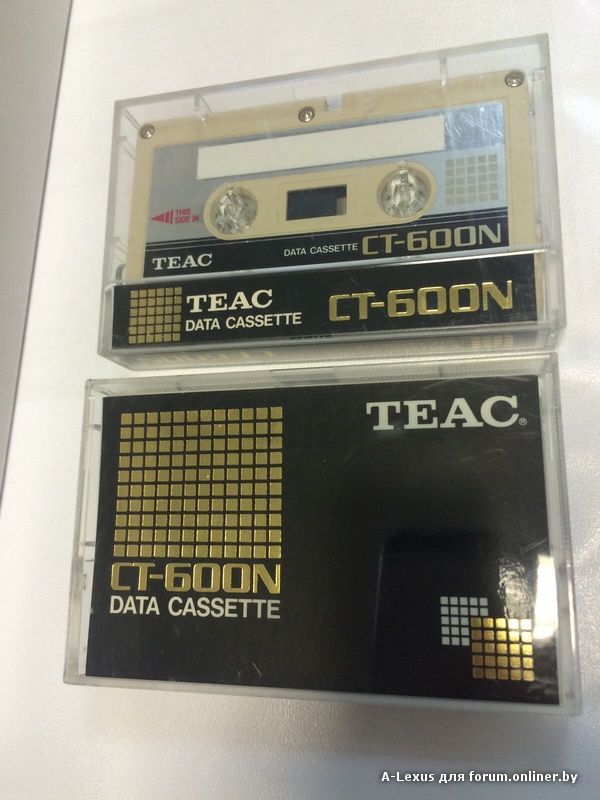 THIS
SIDE IN
DATA CASSETTE CT-600N
TEAC
TEAC
DATA CASSETTE
CT-600N
TEAC®
CT-600N
DATA CASSETTE
A-Lexus для forum.onliner.by